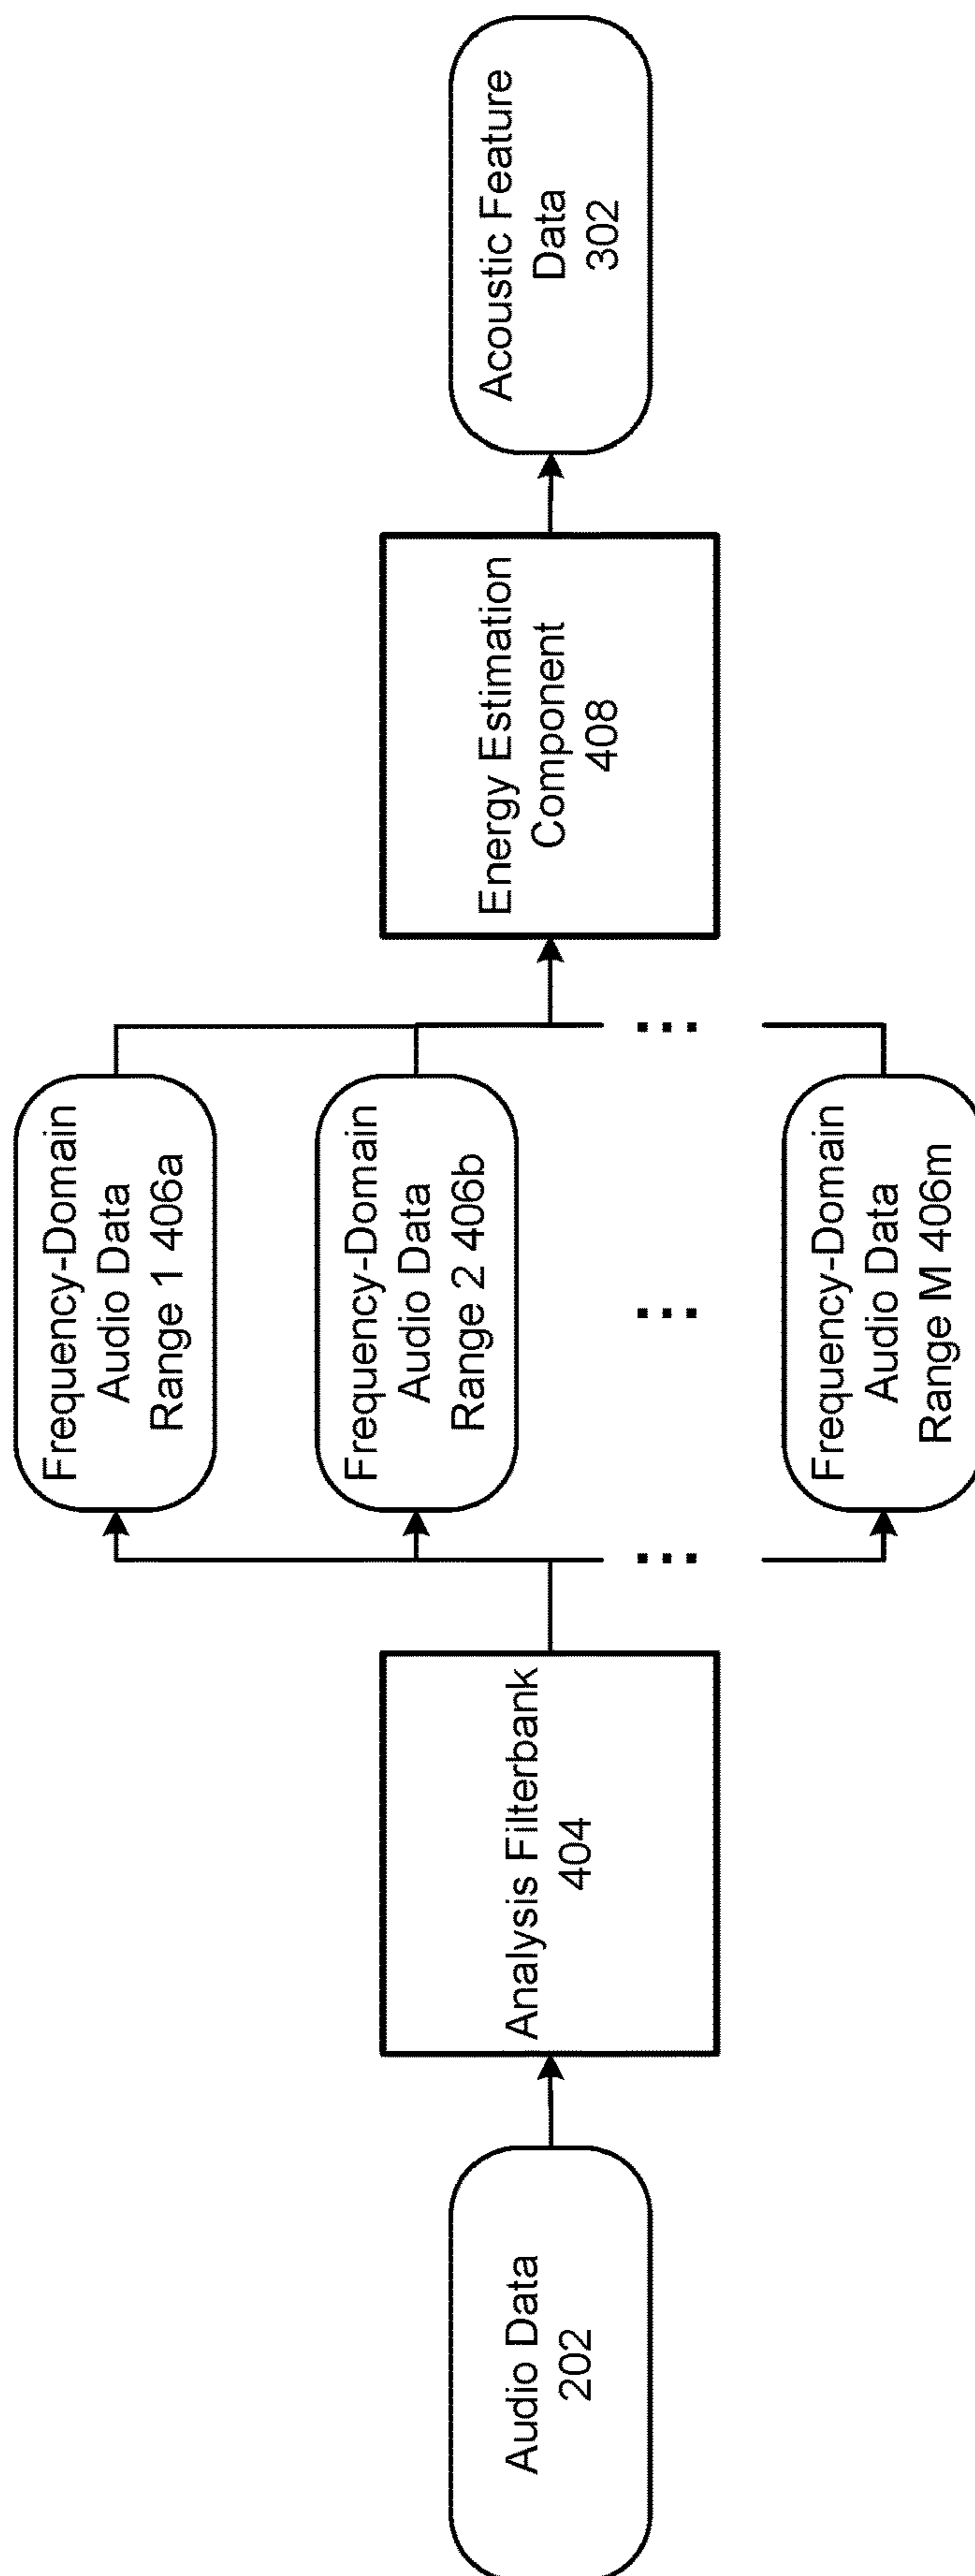 Audio Data
202
Analysis Filterbank
404
Frequency-Domain
Audio Data
Range 1 406a
Frequency-Domain
Audio Data
Range 2 406b
Frequency-Domain
Audio Data
Range M 406m
Energy Estimation
Component
408
Acoustic Feature
Data
302